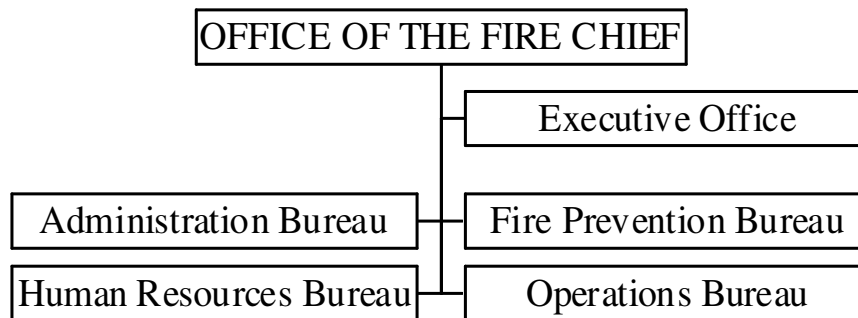 OFFICE OF THE FIRE CHIEF
Executive Office
Administration Bureau
Fire Prevention Bureau
Human Resources Bureau
Operations Bureau